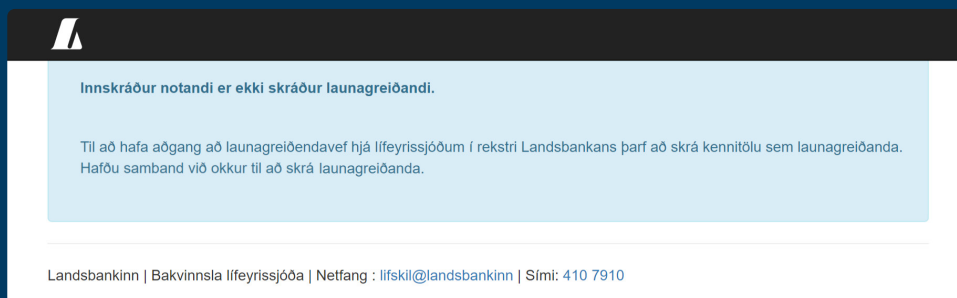 Innskráður notandi er ekki skráður launagreiðandi.
Til að hafa aðgang að launagreiðendavef hjá lífeyrissjóðum í rekstri Landsbankans þarf að skrá kennitölu sem launagreiðanda.
Hafðu samband við okkur til að skrá launagreiðanda.
Landsbankinn | Bakvinnsla lífeyrissjóða | Netfang : lifskil@landsbankinn | Sími: 410 7910